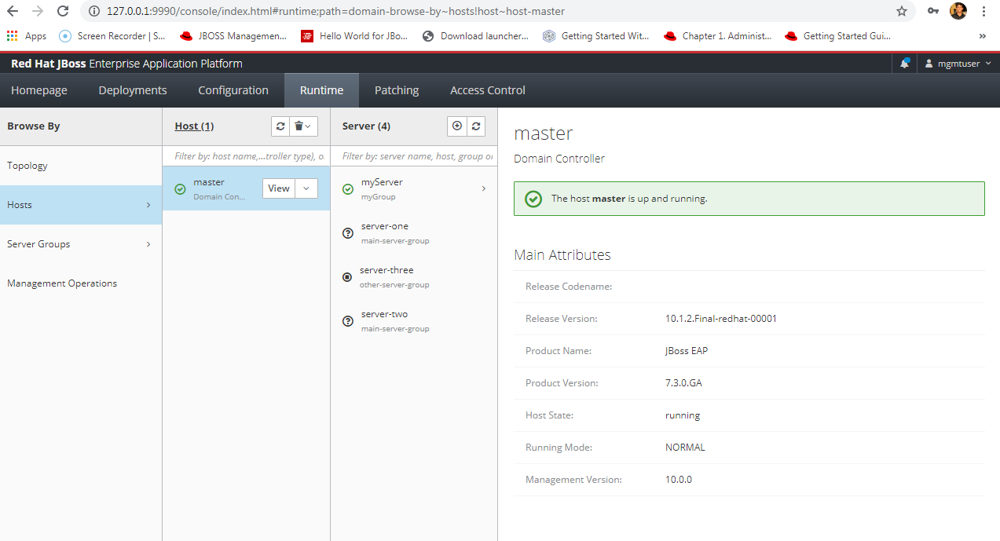 127.0.0.1:9990/console/index.html#runtime;path=domain-browse-by~hosts!host~host-master
Apps Screen Recorder | S... JBOSS Managemen... Hello World for JBo... Download launcher... Getting Started Wit... Chapter 1. Administ... Getting Started Gui... »
Red Hat JBoss Enterprise Application Platform mgmtuser
Homepage Deployments Configuration Runtime Patching Access Control
Browse By
Topology
Hosts
Server Groups
Management Operations
Host (1)
Filter by: host name,...troller type), o
master
Domain Con...
View
Server (4)
Filter by: server name, host, group o
myServer
myGroup
server-one
main-server-group
server-three
other-server-group
server-two
main-server-group
master
Domain Controller
The host master is up and running.
Main Attributes
Release Codename:
Release Version: 10.1.2.Final-redhat-00001
Product Name: JBoss EAP
Product Version: 7.3.0.GA
Host State: running
Running Mode: NORMAL
Management Version: 10.0.0